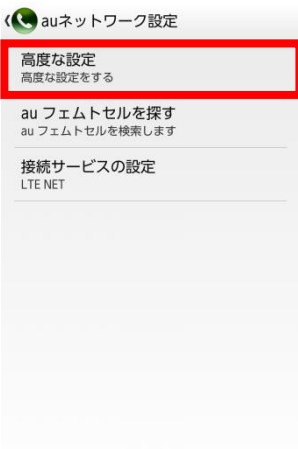 auネットワーク設定
高度な設定
高度な設定をする
au フェムトセルを探す
au フェムトセルを検索します
接続サービスの設定
LTE NET